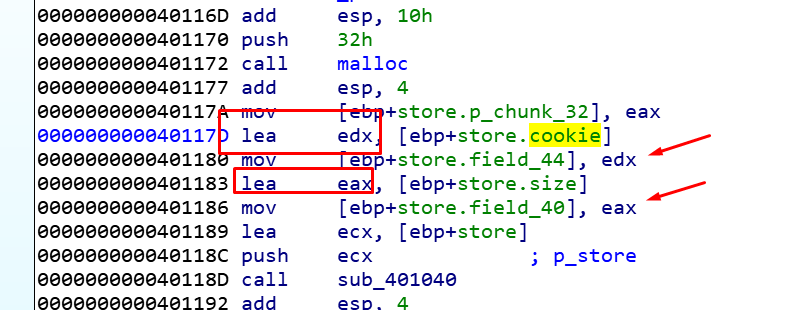 000000000040116D add esp, 10h
0000000000401170 push 32h
0000000000401172 call malloc
0000000000401177 add esp, 4
000000000040117A mov [ebp+store.p_chunk_32], eax
000000000040117D lea edx, [ebp+store.cookie]
0000000000401180 mov [ebp+store.field_44], edx
0000000000401183 lea eax, [ebp+store.size]
0000000000401186 mov [ebp+store.field_40], eax
0000000000401189 lea ecx, [ebp+store]
000000000040118C push ecx ; p_store
000000000040118D call sub_401040
0000000000401192 add esp, 4